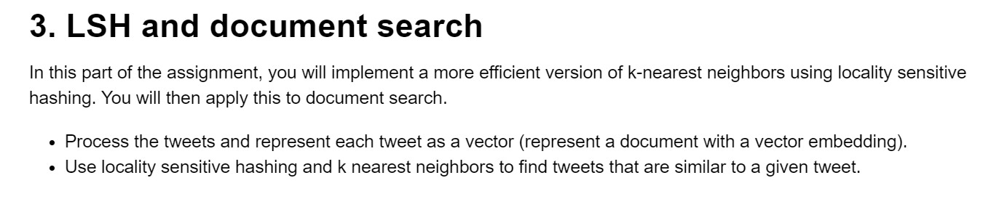 3. LSH and document search
In this part of the assignment, you will implement a more efficient version of k-nearest neighbors using locality sensitive
hashing. You will then apply this to document search.
• Process the tweets and represent each tweet as a vector (represent a document with a vector embedding).
• Use locality sensitive hashing and k nearest neighbors to find tweets that are similar to a given tweet.